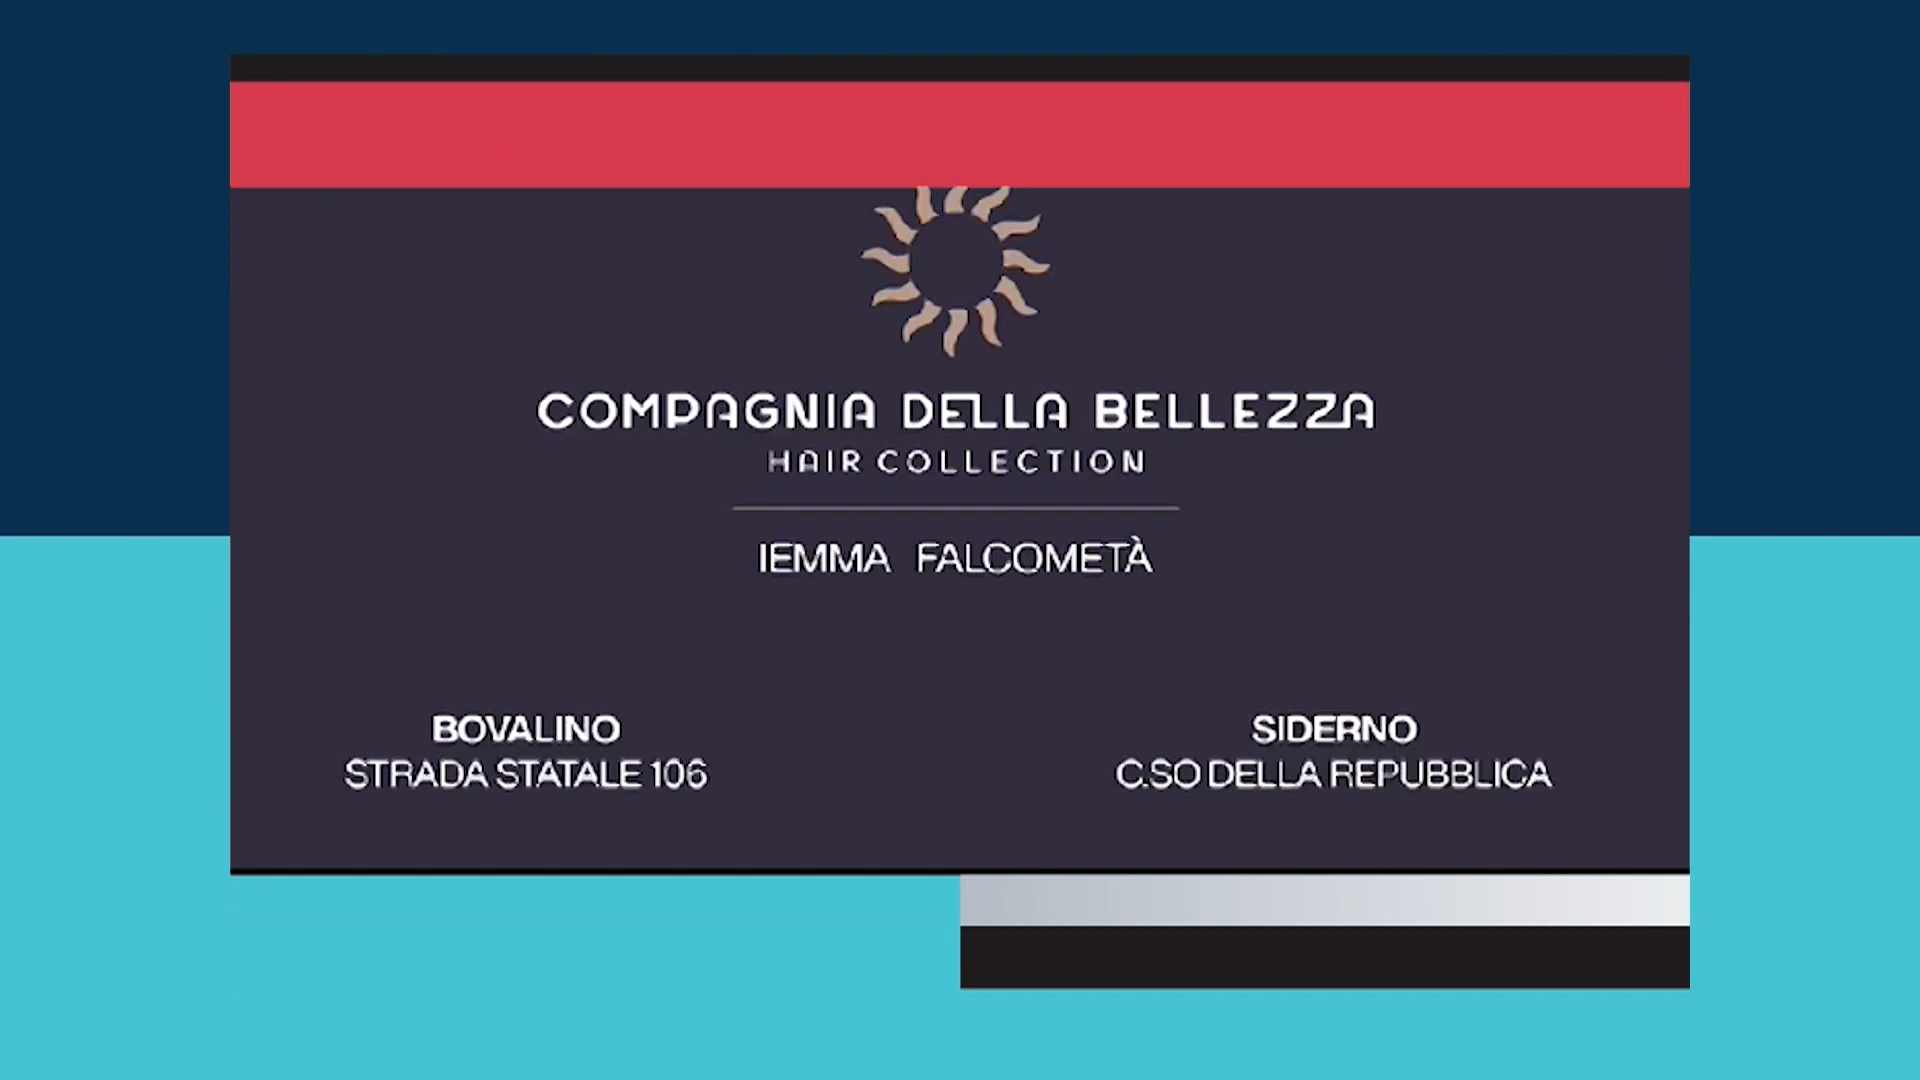 COMPAGNIA DELLA BELLEZZA
HAIR COLLECTION
IEMMA FALCOMETÀ
BOVALINO
STRADA STATALE 106
SIDERNO
C.SO DELLA REPUBBLICA